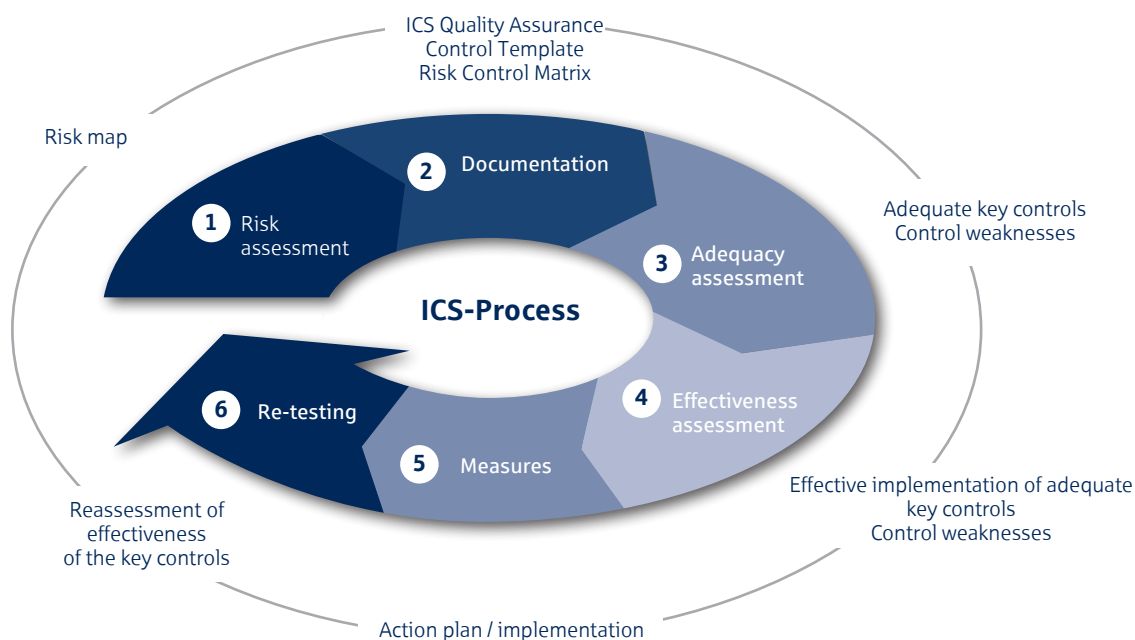 ICS Quality Assurance
Control Template
Risk Control Matrix
Risk map
2 Documentation
1 Risk
assessment
Adequate key controls
Control weaknesses
3 Adequacy
assessment
ICS-Process
4 Effectiveness
assessment
6 Re-testing
5 Measures
Effective implementation of adequate
key controls
Control weaknesses
Reassessment of
effectiveness
of the key controls
Action plan / implementation